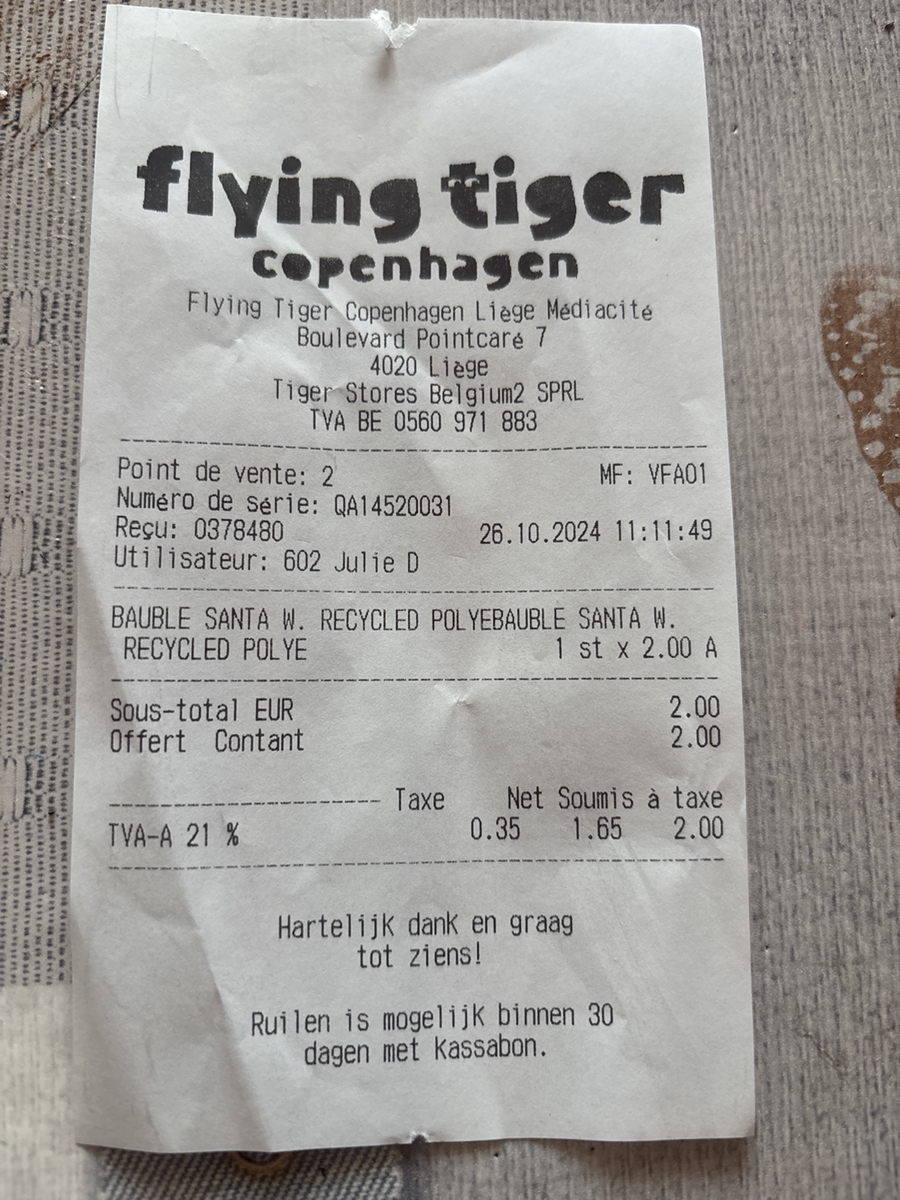 flying tiger
copenhagen
Flying Tiger Copenhagen Liège Médiacité
Boulevard Pointcaré 7
4020 Liège
Tiger Stores Belgium2 SPRL
TVA BE 0560 971 883
Point de vente: 2 MF: VFA01
Numéro de série: QA14520031
Reçu: 0378480 26.10.2024 11:11:49
Utilisateur: 602 Julie D
BAUBLE SANTA W. RECYCLED POLYEBAUBLE SANTA W.
RECYCLED POLYE 1 st x 2.00 A
Sous-total EUR 2.00
Offert Contant 2.00
Taxe Net Soumis à taxe
TVA-A 21 % 0.35 1.65 2.00
Hartelijk dank en graag
tot ziens!
Ruilen is mogelijk binnen 30
dagen met kassabon.